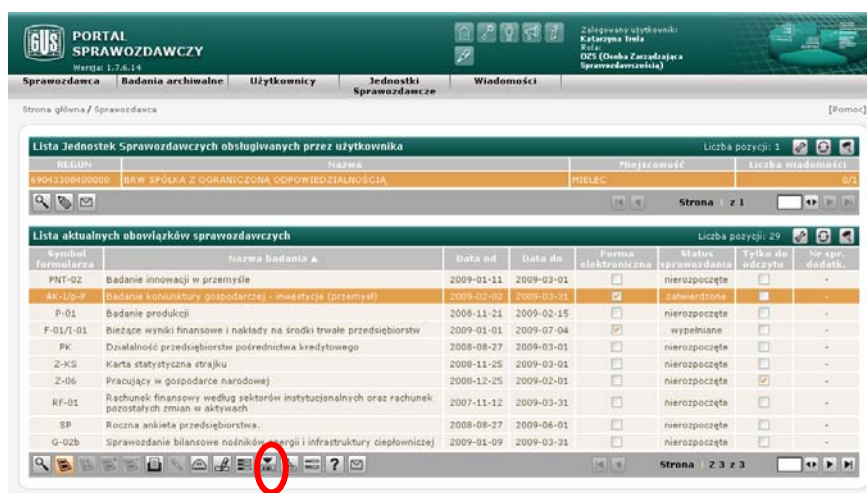 GUS PORTAL SPRAWOZDAWCZY
Wersja: 1.7.6.14
Zalogowany użytkownik:
Katarzyna Trela
Rola:
OZS (Osoba Zarządzająca Sprawozdawczością)
Sprawozdawca Badania archiwalne Użytkownicy Jednostki Sprawozdawcze Wiadomości
Strona główna / Sprawozdawca [Pomoc]
Lista Jednostek Sprawozdawczych obsługiwanych przez użytkownika Liczba pozycji: 1
REGON Nazwa Miejscowość Liczba wiadomości
69043308400000 BRW SPÓŁKA Z OGRANICZONĄ ODPOWIEDZIALNOŚCIĄ MIELEC 0/1
Strona 1 z 1
Lista aktualnych obowiązków sprawozdawczych Liczba pozycji: 29
Symbol formularza Nazwa badania ▲ Data od Data do Forma elektroniczna Status sprawozdania Tylko do odczytu Nr spr. dodatk.
PNT-02 Badanie innowacji w przemyśle 2009-01-11 2009-03-01 nierozpoczęte -
AK-I/p-P Badanie koniunktury gospodarczej - inwestycje (przemysł) 2009-02-02 2009-03-31 zatwierdzone -
P-01 Badanie produkcji 2008-11-21 2009-02-15 nierozpoczęte -
F-01/I-01 Bieżące wyniki finansowe i nakłady na środki trwałe przedsiębiorstw 2009-01-01 2009-07-04 wypełniane -
PK Działalność przedsiębiorstw pośrednictwa kredytowego 2008-08-27 2009-03-01 nierozpoczęte -
Z-KS Karta statystyczna strajku 2008-11-25 2009-03-01 nierozpoczęte -
Z-06 Pracujący w gospodarce narodowej 2008-12-25 2009-02-01 nierozpoczęte -
RF-01 Rachunek finansowy według sektorów instytucjonalnych oraz rachunek pozostałych zmian w aktywach 2007-11-12 2009-03-31 nierozpoczęte -
SP Roczna ankieta przedsiębiorstwa. 2008-08-27 2009-06-01 nierozpoczęte -
G-02b Sprawozdanie bilansowe nośników energii i infrastruktury ciepłowniczej 2009-01-09 2009-03-31 nierozpoczęte -
Strona 1 2 3 z 3